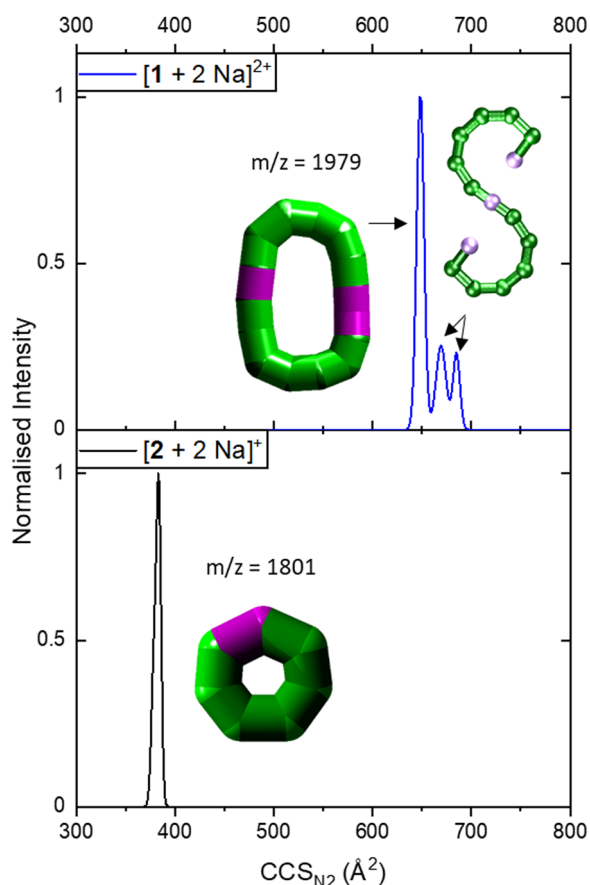 300 400 500 600 700 800
[1 + 2 Na]²⁺
1
m/z = 1979
0.5
0
[2 + 2 Na]⁺
1
m/z = 1801
0.5
0
300 400 500 600 700 800
Normalised Intensity
CCS_N2 (Å²)